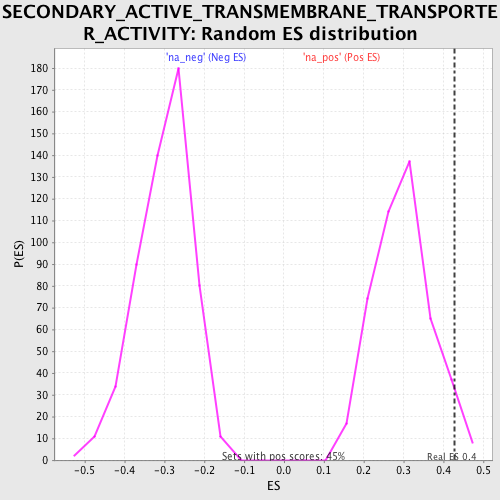 SECONDARY_ACTIVE_TRANSMEMBRANE_TRANSPORTE
R_ACTIVITY: Random ES distribution
'na_neg' (Neg ES)
'na_pos' (Pos ES)
180
170
160
150
140
130
120
110
100
90
80
70
60
50
40
30
20
10
0
P(ES)
Sets with pos scores: 45%
Real ES 0.4
-0.5 -0.4 -0.3 -0.2 -0.1 0.0 0.1 0.2 0.3 0.4 0.5
ES